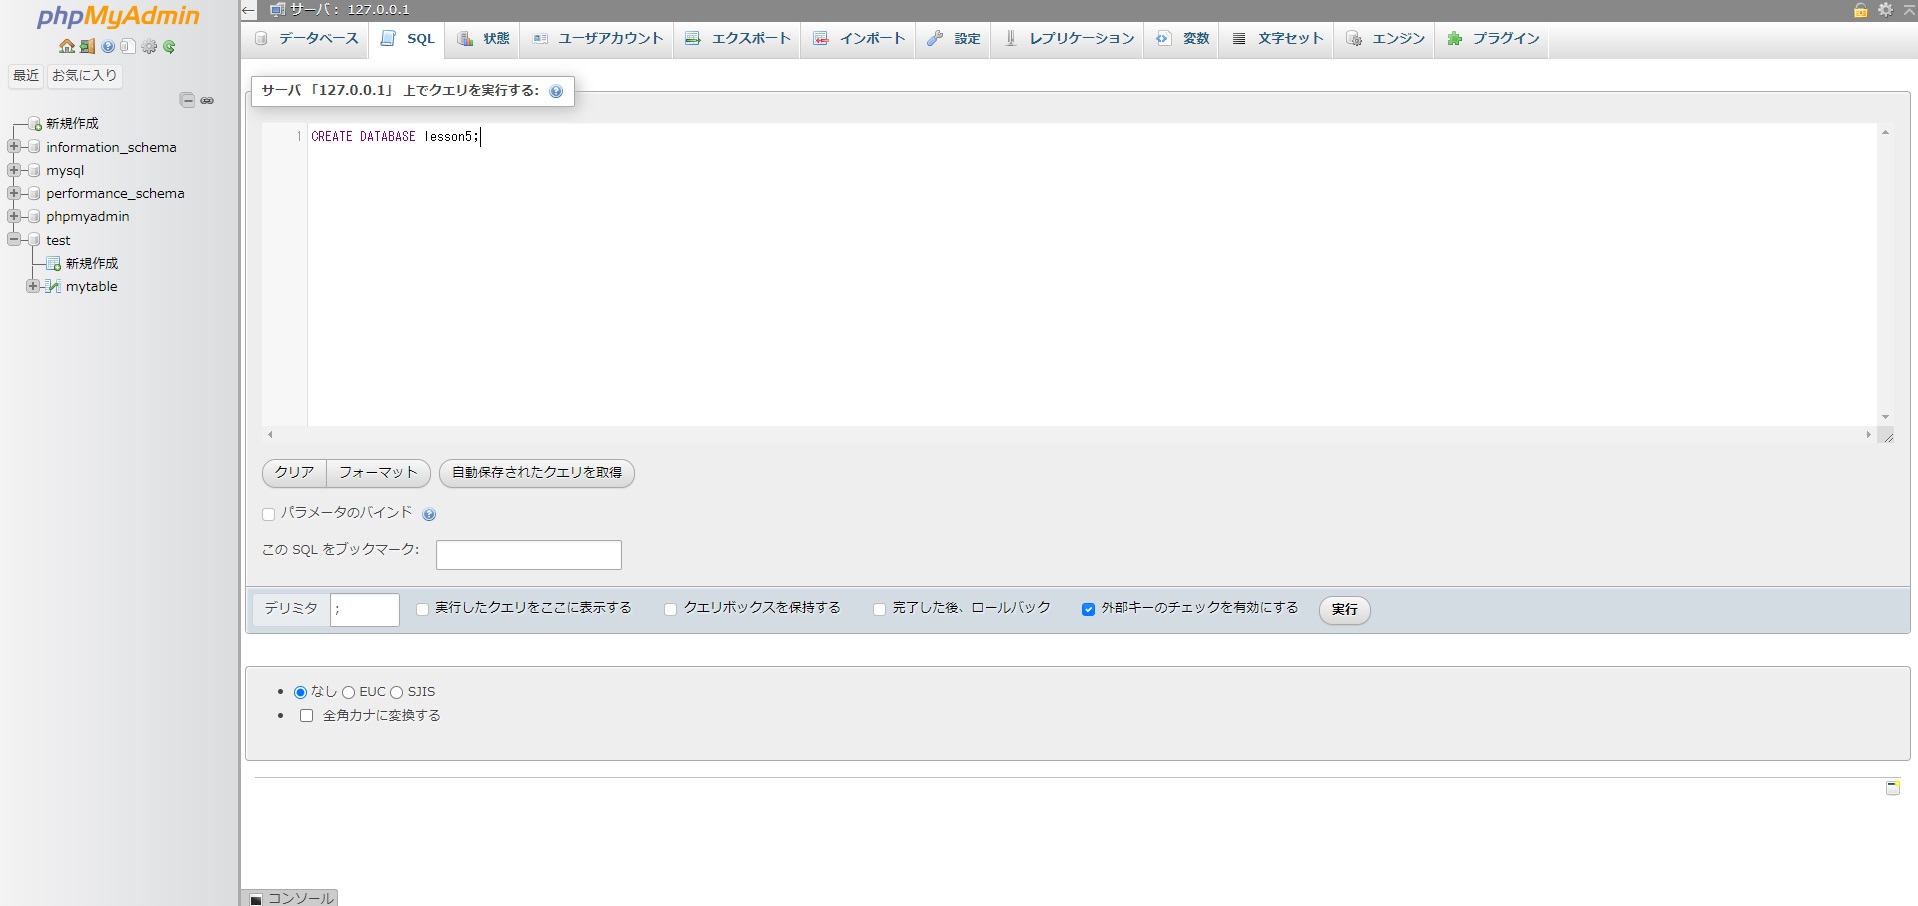 phpMyAdmin
最近 お気に入り
新規作成
information_schema
mysql
performance_schema
phpmyadmin
test
新規作成
mytable
サーバ: 127.0.0.1
データベース SQL 状態 ユーザアカウント エクスポート インポート 設定 レプリケーション 変数 文字セット エンジン プラグイン
サーバ 「127.0.0.1」 上でクエリを実行する:
1 CREATE DATABASE lesson5;
クリア フォーマット 自動保存されたクエリを取得
パラメータのバインド
この SQL をブックマーク:
デリミタ ; 実行したクエリをここに表示する クエリボックスを保持する 完了した後、ロールバック 外部キーのチェックを有効にする 実行
なし EUC SJIS
全角カナに変換する
コンソール